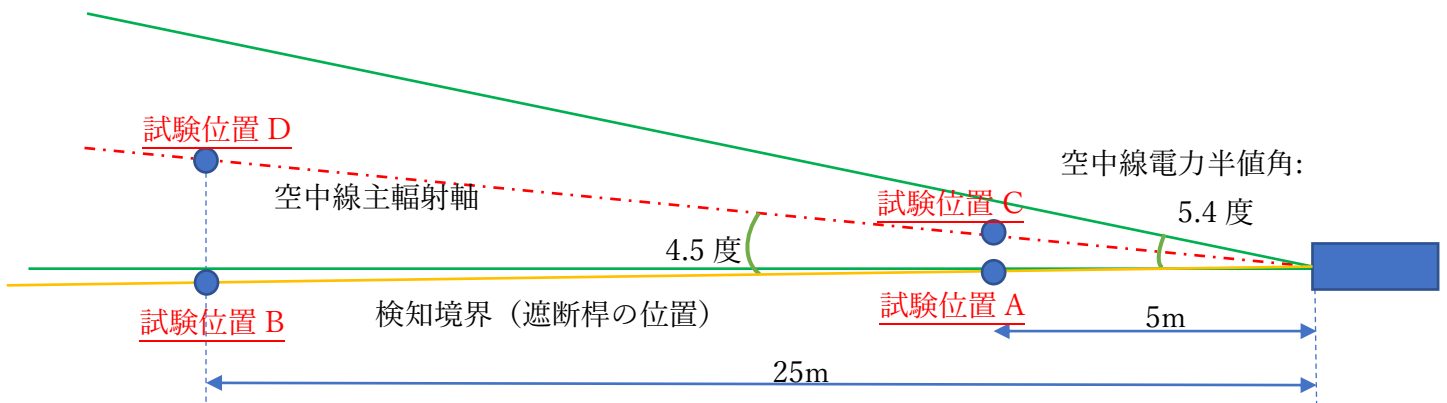 試験位置 D
空中線電力半値角:
空中線主輻射軸
試験位置 C
5.4 度
4.5 度
試験位置 B
検知境界（遮断桿の位置）
試験位置 A
5m
25m